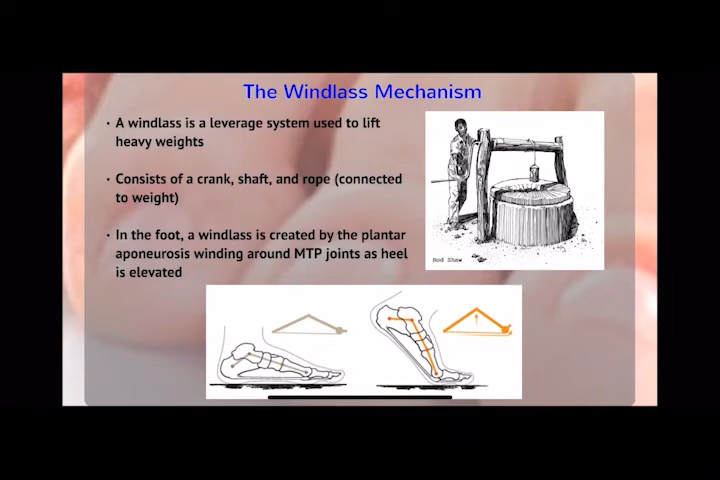 The Windlass Mechanism
• A windlass is a leverage system used to lift
heavy weights
• Consists of a crank, shaft, and rope (connected
to weight)
• In the foot, a windlass is created by the plantar
aponeurosis winding around MTP joints as heel
is elevated
Rod Shaw